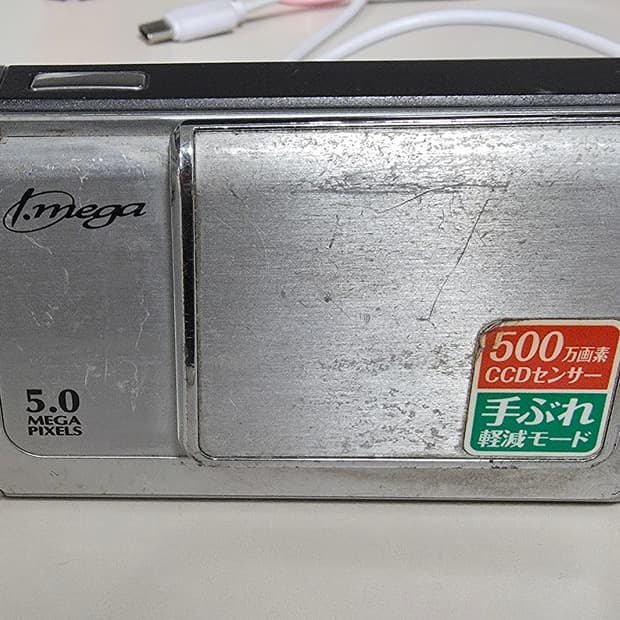 I.mega
5.0
MEGA
PIXELS
500万画素
CCDセンサー
手ぶれ
軽減モード